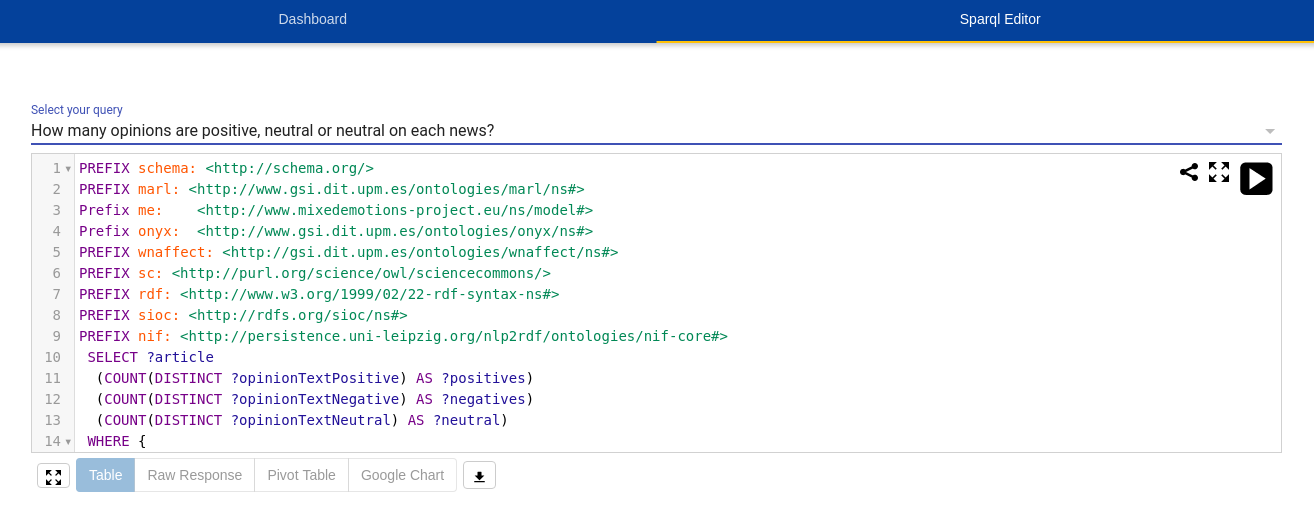 Dashboard Sparql Editor
Select your query
How many opinions are positive, neutral or neutral on each news?
1 PREFIX schema: <http://schema.org/>
2 PREFIX marl: <http://www.gsi.dit.upm.es/ontologies/marl/ns#>
3 Prefix me:    <http://www.mixedemotions-project.eu/ns/model#>
4 Prefix onyx:  <http://www.gsi.dit.upm.es/ontologies/onyx/ns#>
5 PREFIX wnaffect: <http://gsi.dit.upm.es/ontologies/wnaffect/ns#>
6 PREFIX sc: <http://purl.org/science/owl/sciencecommons/>
7 PREFIX rdf: <http://www.w3.org/1999/02/22-rdf-syntax-ns#>
8 PREFIX sioc: <http://rdfs.org/sioc/ns#>
9 PREFIX nif: <http://persistence.uni-leipzig.org/nlp2rdf/ontologies/nif-core#>
10  SELECT ?article
11   (COUNT(DISTINCT ?opinionTextPositive) AS ?positives)
12   (COUNT(DISTINCT ?opinionTextNegative) AS ?negatives)
13   (COUNT(DISTINCT ?opinionTextNeutral) AS ?neutral)
14  WHERE {
Table Raw Response Pivot Table Google Chart